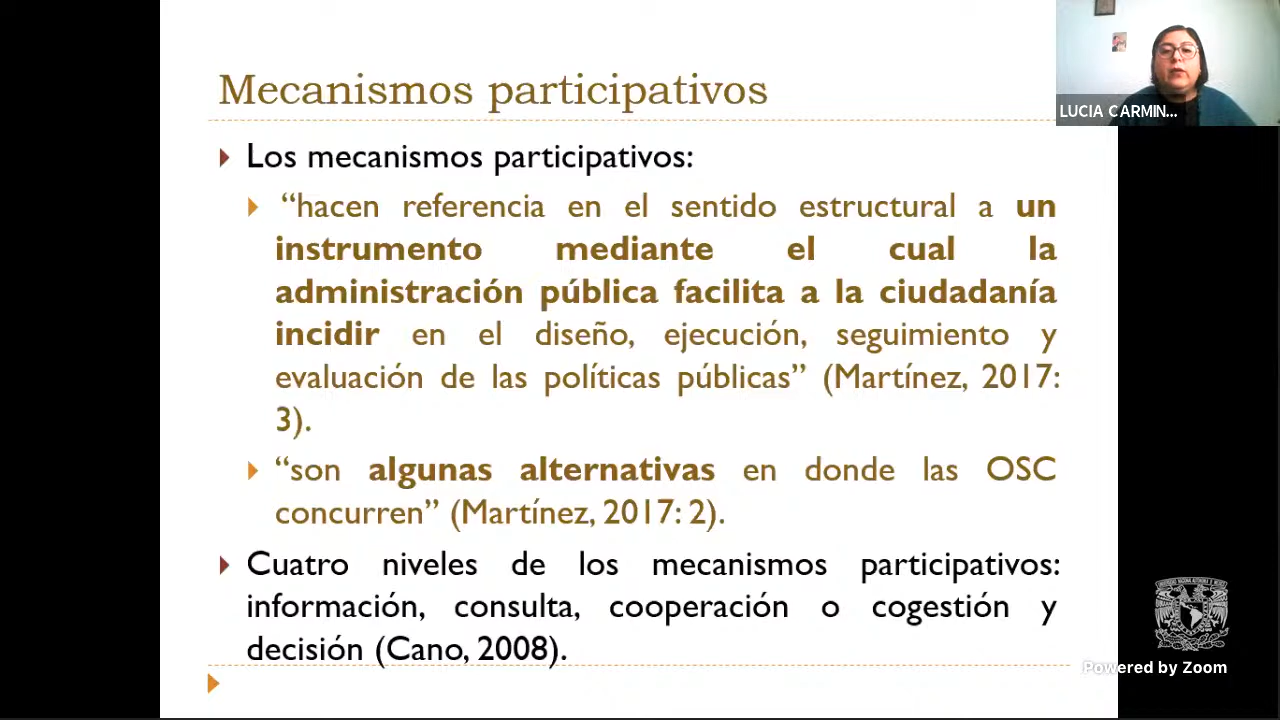 Mecanismos participativos
Los mecanismos participativos:
“hacen referencia en el sentido estructural a un
instrumento mediante el cual la
administración pública facilita a la ciudadanía
incidir en el diseño, ejecución, seguimiento y
evaluación de las políticas públicas” (Martínez, 2017:
3).
“son algunas alternativas en donde las OSC
concurren” (Martínez, 2017: 2).
Cuatro niveles de los mecanismos participativos:
información, consulta, cooperación o cogestión y
decisión (Cano, 2008).
LUCIA CARMIN...
Powered by Zoom